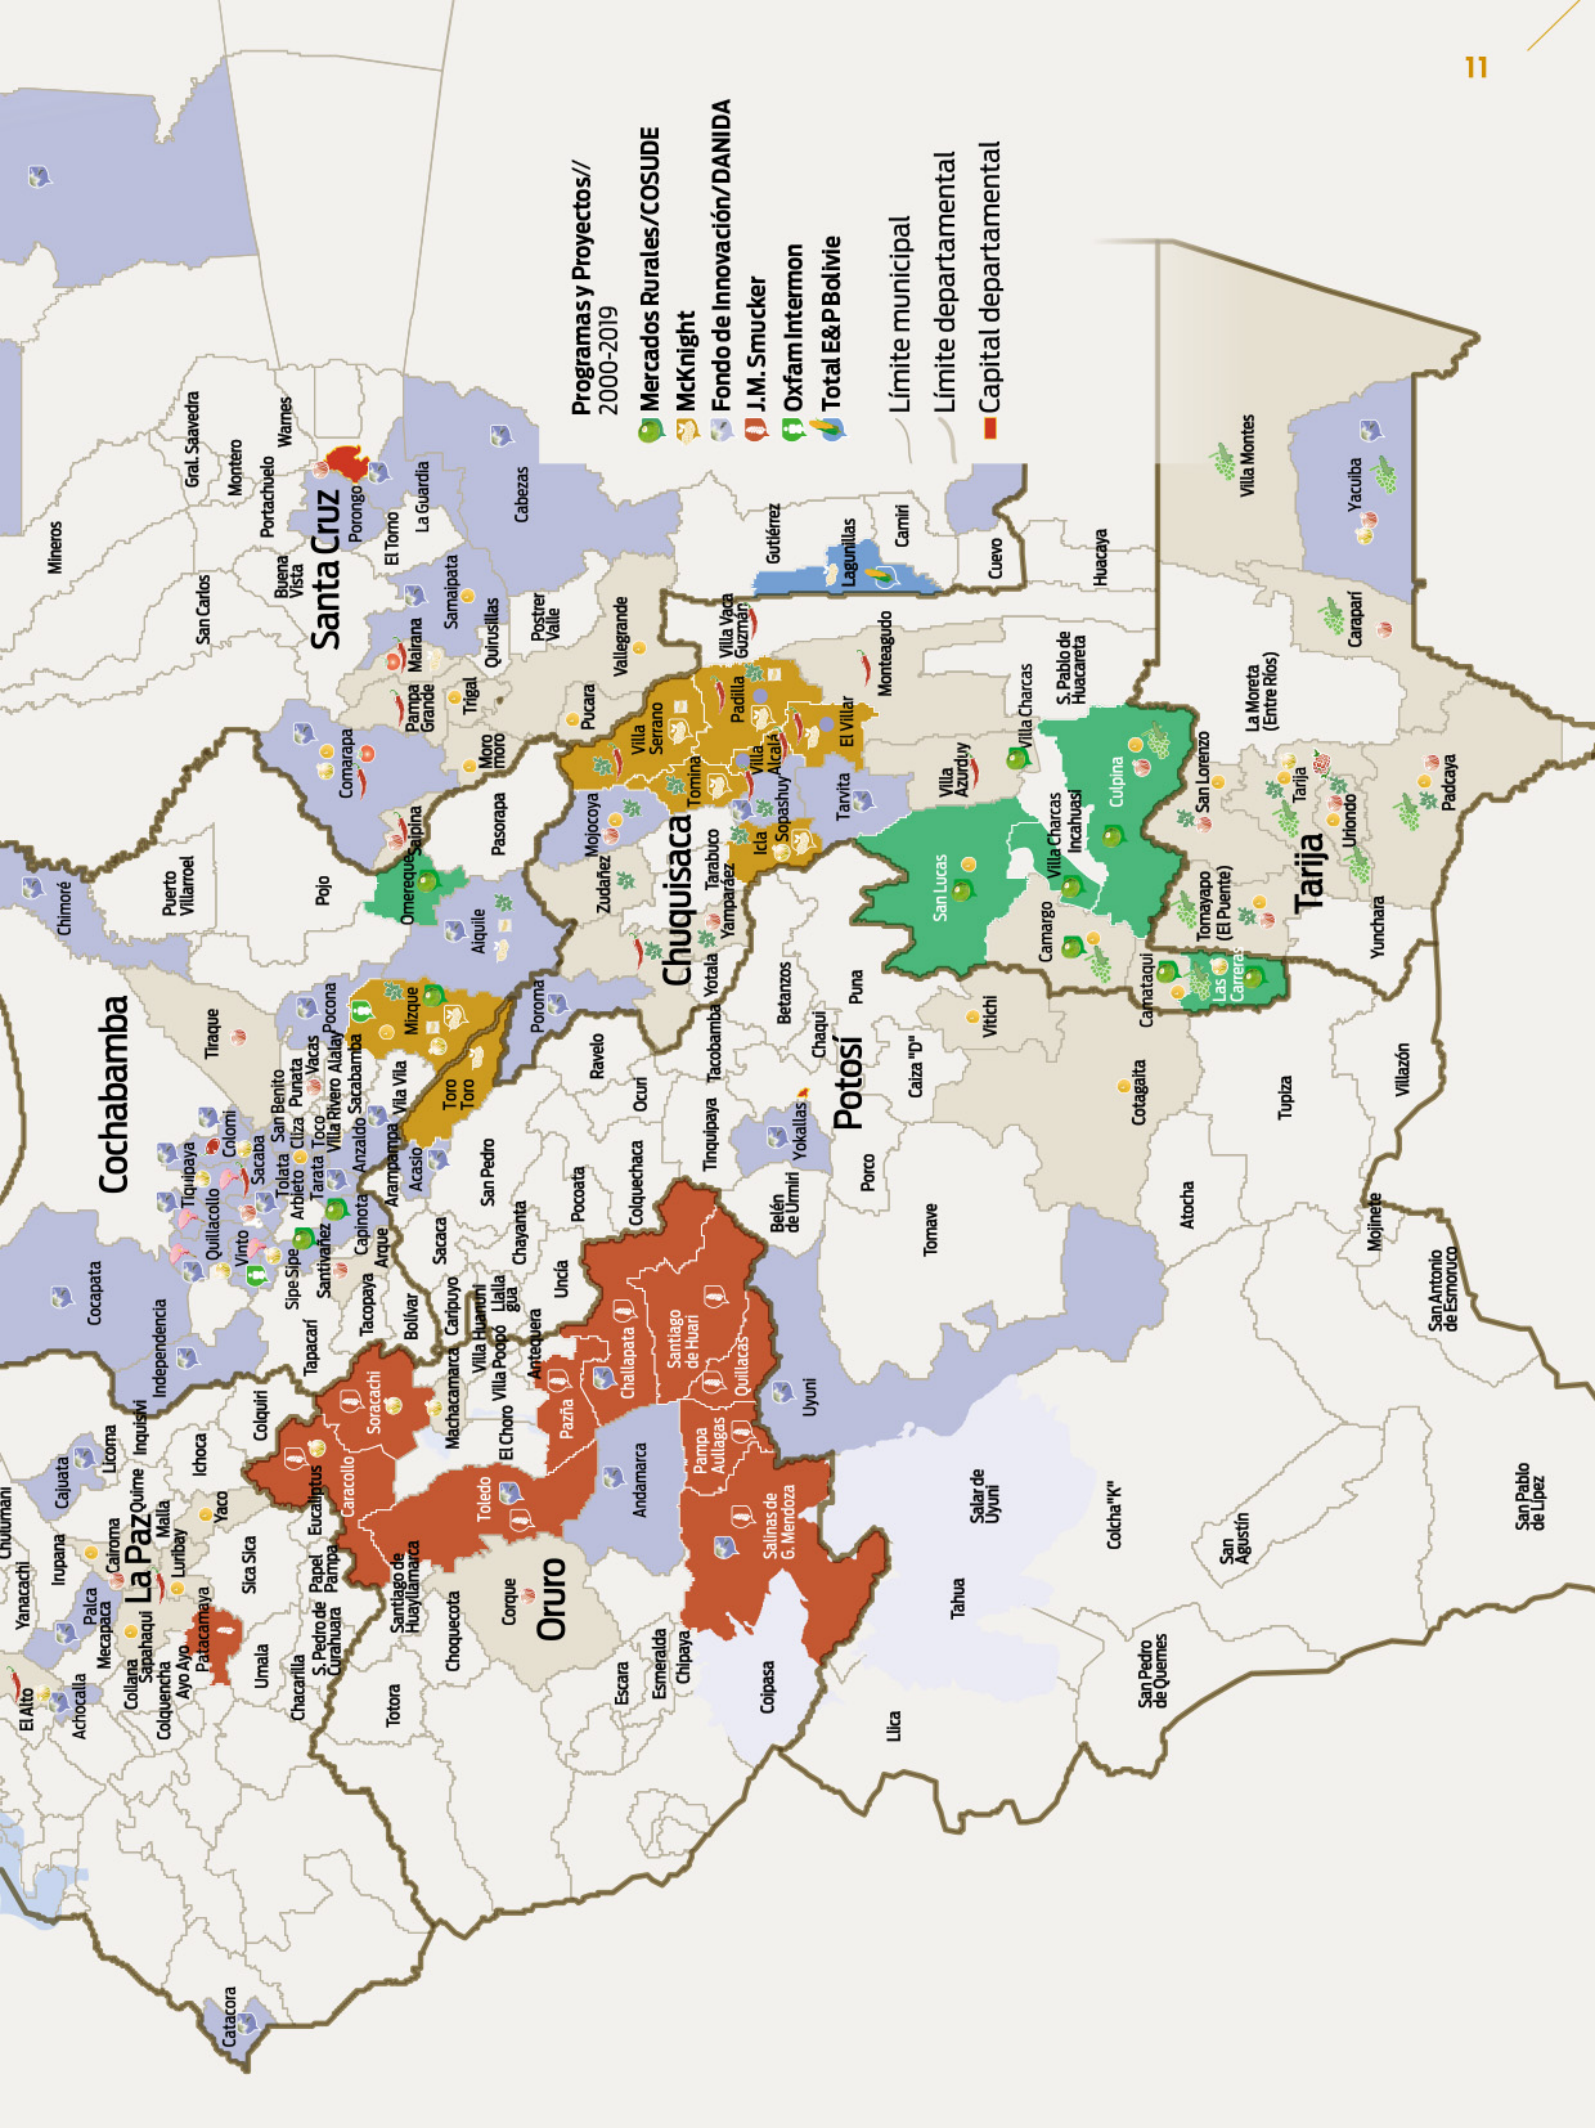 11
Programas y Proyectos//
2000-2019
Mercados Rurales/COSUDE
McKnight
Fondo de Innovación/DANIDA
J.M. Smucker
Oxfam Intermon
Total E&P Bolivie
Límite municipal
Límite departamental
Capital departamental
Cochabamba
Cocapata
Independencia
Chimoré
Puerto
Villarroel
Pojo
Tiraque
Omereque
Pasorapa
Aiquile
Mizque
Pocona
Vacas
Alalay
Punata
San Benito
Villa Rivero
Sacabamba
Vila Vila
Cliza
Toco
Anzaldo
Colomi
Sacaba
Tolata
Arbieto
Tarata
Tiquipaya
Quillacollo
Vinto
Sipe Sipe
Santivañez
Capinota
Arque
Tacopaya
Bolívar
Tapacarí
Santa Cruz
Mineros
San Carlos
Buena
Vista
Portachuelo
Montero
Gral. Saavedra
Warnes
Porongo
El Torno
La Guardia
Cabezas
Samaipata
Mairana
Quirusillas
Postrer
Valle
Pampa
Grande
Trigal
Vallegrande
Pucara
Moro
moro
Comarapa
Saipina
Gutiérrez
Lagunillas
Camiri
Cuevo
Chuquisaca
Villa
Serrano
Padilla
Villa Vaca
Guzmán
Monteagudo
El Villar
Villa
Alcalá
Tomina
Sopashuy
Tarvita
Icla
Mojocoya
Zudañez
Tarabuco
Yamparáez
Yotala
Poroma
Villa
Azurduy
San Lucas
Camargo
Villa Charcas
Villa Charcas
Incahuasi
Culpina
S. Pablo de
Huacareta
Huacaya
Camataqui
Las
Carreras
Tarija
Villa Montes
Yacuiba
Caraparí
La Moreta
(Entre Ríos)
San Lorenzo
Tarija
Uriondo
Padcaya
Tomayapo
(El Puente)
Yunchara
Potosí
Toro
Toro
Acasio
Arampampa
San Pedro
Sacaca
Caripuyo
Chayanta
Llalla
gua
Uncía
Pocoata
Colquechaca
Ocurí
Ravelo
Tinquipaya
Tacobamba
Betanzos
Chaqui
Puna
Yokallas
Belén
de Urmiri
Porco
Caiza "D"
Vitichi
Cotagaita
Tomave
Uyuni
Atocha
Tupiza
Villazón
Mojinete
San Antonio
de Esmoruco
San Pablo
de Lípez
San
Agustín
Colcha"K"
Salar de
Uyuni
Tahua
Llica
San Pedro
de Quemes
Oruro
Caracollo
Soracachi
Machacamarca
Villa Huanuni
Villa Poopó
Antequera
El Choro
Pazña
Challapata
Santiago
de Huari
Quillacas
Pampa
Aullagas
Andamarca
Toledo
Salinas de
G. Mendoza
Corque
Choquecota
Santiago de
Huayllamarca
Totora
Escara
Esmeralda
Chipaya
Coipasa
Eucaliptus
La Paz
Chulumani
Yanacachi
Irupana
Cajuata
Licoma
Inquisivi
Quime
Ichoca
Colquiri
Cairoma
Malla
Luribay
Yaco
Palca
Mecapaca
El Alto
Achocalla
Collana
Sapahaqui
Colquencha
Ayo Ayo
Patacamaya
Sica Sica
Umala
Papel
Pampa
S. Pedro de
Curahuara
Chacarilla
Catacora